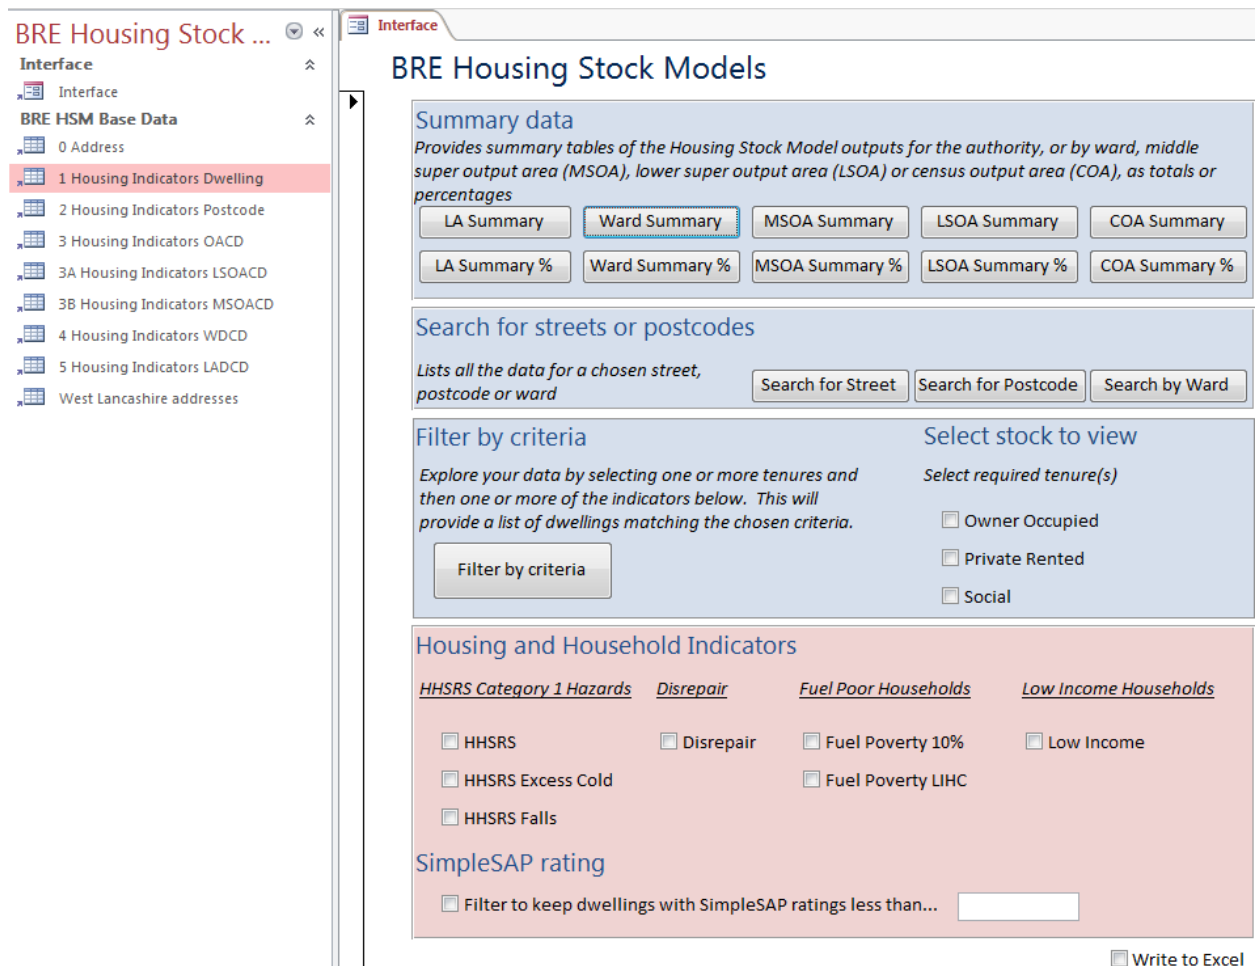 BRE Housing Stock ...
Interface
Interface
BRE HSM Base Data
0 Address
1 Housing Indicators Dwelling
2 Housing Indicators Postcode
3 Housing Indicators OACD
3A Housing Indicators LSOACD
3B Housing Indicators MSOACD
4 Housing Indicators WDCD
5 Housing Indicators LADCD
West Lancashire addresses
Interface
BRE Housing Stock Models
Summary data
Provides summary tables of the Housing Stock Model outputs for the authority, or by ward, middle
super output area (MSOA), lower super output area (LSOA) or census output area (COA), as totals or
percentages
LA Summary Ward Summary MSOA Summary LSOA Summary COA Summary
LA Summary % Ward Summary % MSOA Summary % LSOA Summary % COA Summary %
Search for streets or postcodes
Lists all the data for a chosen street,
postcode or ward
Search for Street Search for Postcode Search by Ward
Filter by criteria
Explore your data by selecting one or more tenures and
then one or more of the indicators below. This will
provide a list of dwellings matching the chosen criteria.
Filter by criteria
Select stock to view
Select required tenure(s)
Owner Occupied
Private Rented
Social
Housing and Household Indicators
HHSRS Category 1 Hazards Disrepair Fuel Poor Households Low Income Households
HHSRS Disrepair Fuel Poverty 10% Low Income
HHSRS Excess Cold Fuel Poverty LIHC
HHSRS Falls
SimpleSAP rating
Filter to keep dwellings with SimpleSAP ratings less than...
Write to Excel